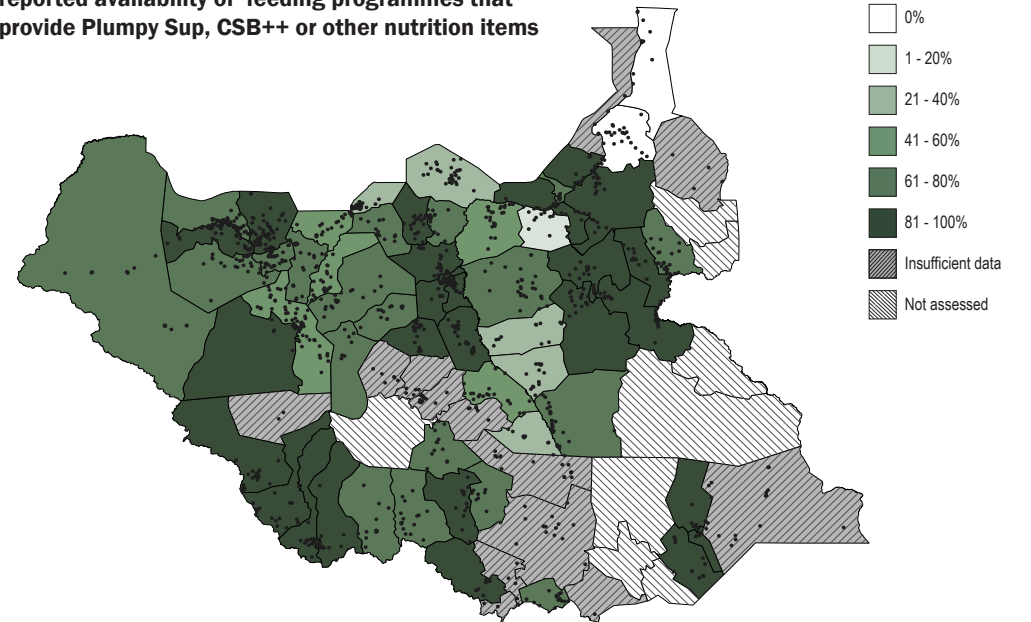 reported availability of feeding programmes that
provide Plumpy Sup, CSB++ or other nutrition items
0%
1 - 20%
21 - 40%
41 - 60%
61 - 80%
81 - 100%
Insufficient data
Not assessed